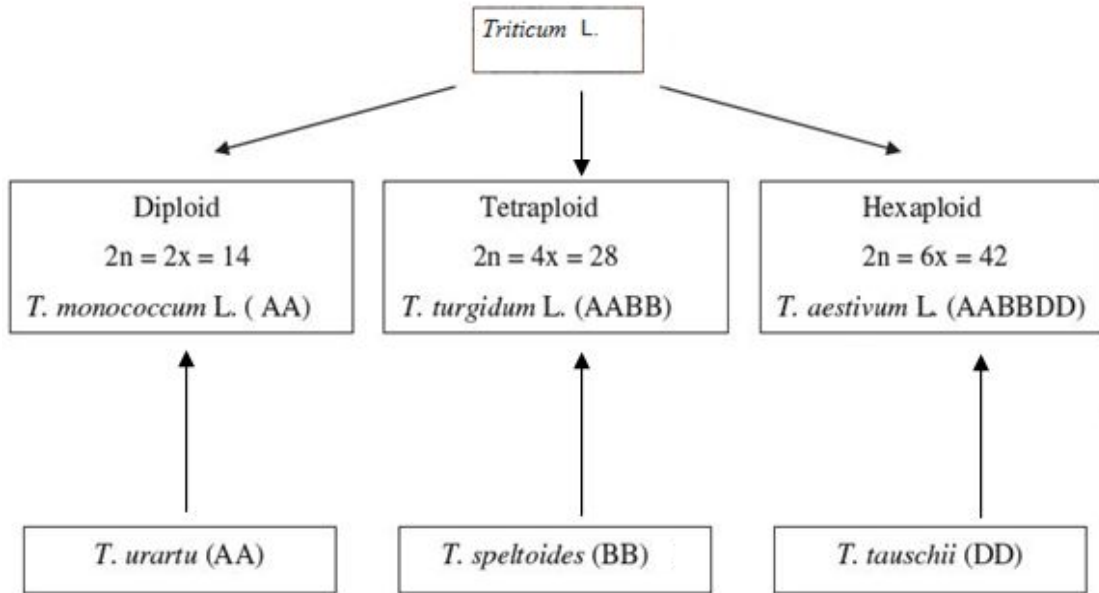 Triticum L.
Diploid
2n = 2x = 14
T. monococcum L. ( AA)
Tetraploid
2n = 4x = 28
T. turgidum L. (AABB)
Hexaploid
2n = 6x = 42
T. aestivum L. (AABBDD)
T. urartu (AA)
T. speltoides (BB)
T. tauschii (DD)